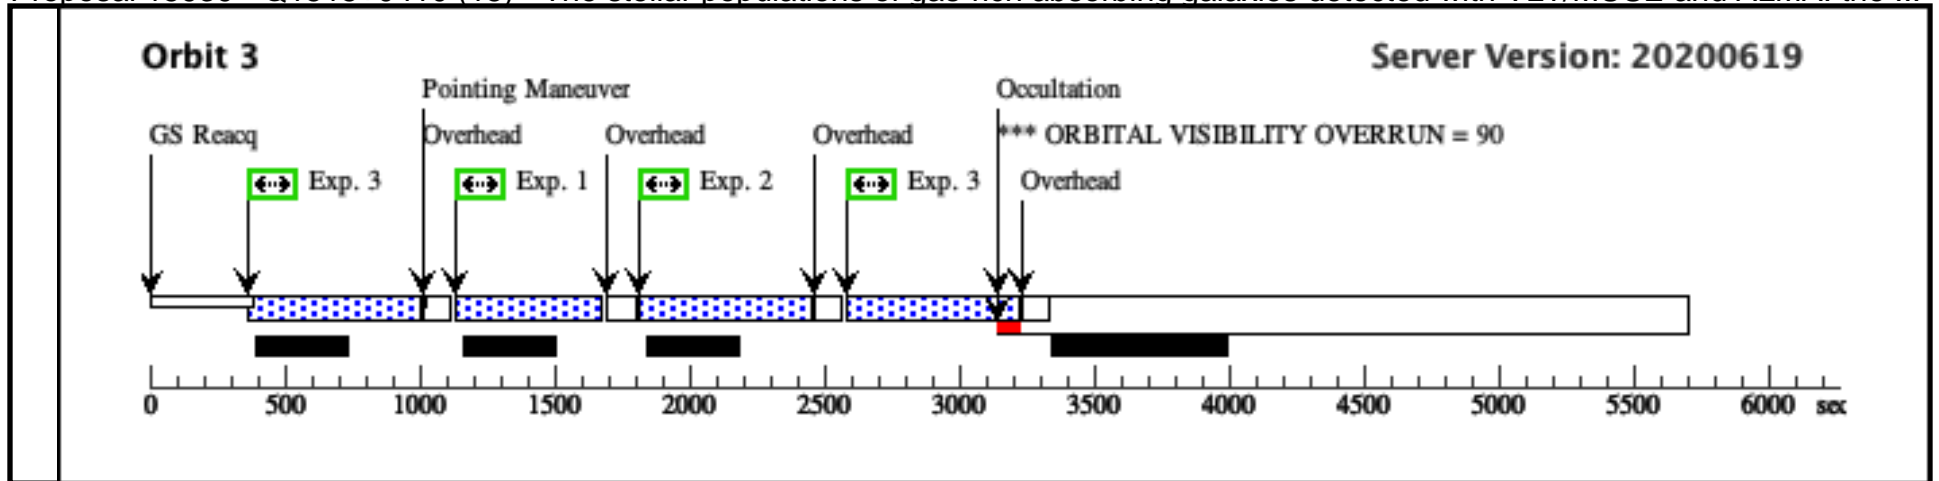 Orbit 3
Server Version: 20200619
Pointing Maneuver
Occultation
GS Reacq
Overhead
Overhead
Overhead
*** ORBITAL VISIBILITY OVERRUN = 90
Exp. 3
Exp. 1
Exp. 2
Exp. 3
Overhead
0 500 1000 1500 2000 2500 3000 3500 4000 4500 5000 5500 6000 sec